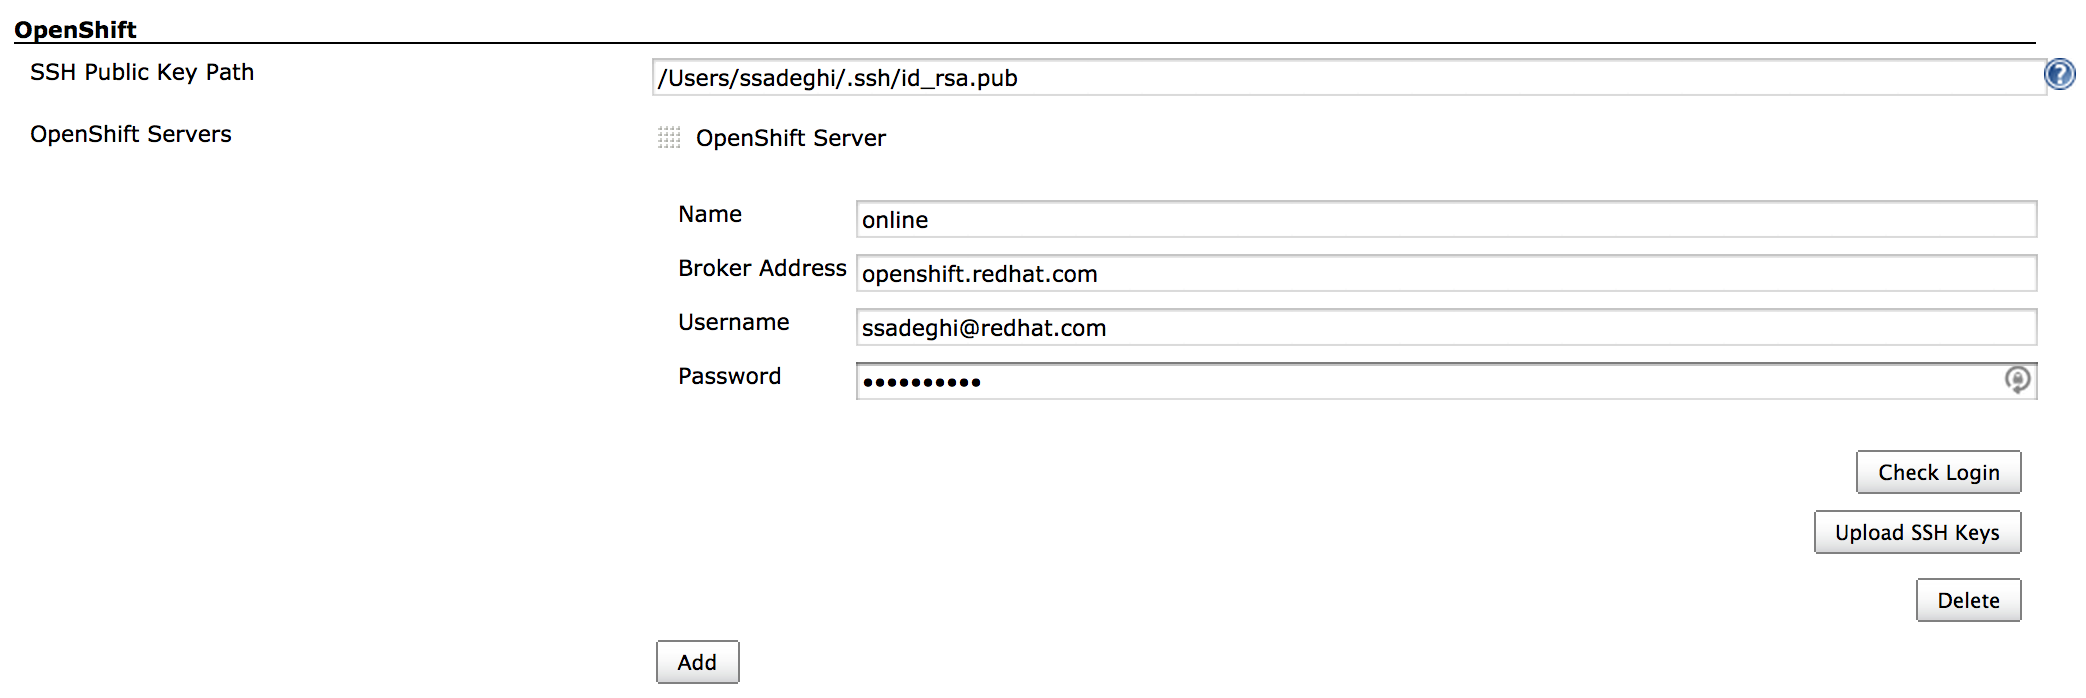 OpenShift
SSH Public Key Path
/Users/ssadeghi/.ssh/id_rsa.pub
OpenShift Servers
OpenShift Server
Name
online
Broker Address
openshift.redhat.com
Username
ssadeghi@redhat.com
Password
••••••••••
Check Login
Upload SSH Keys
Delete
Add